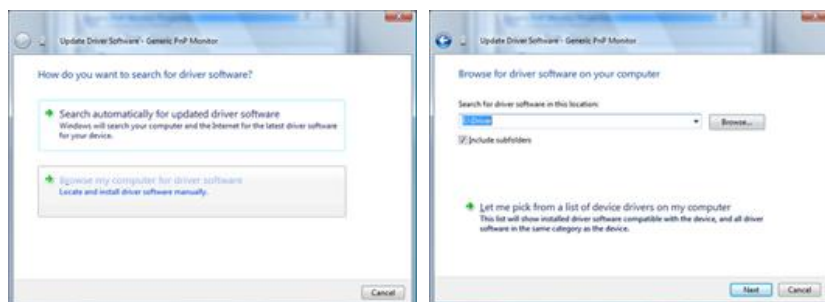 Update Driver Software - Generic PnP Monitor
How do you want to search for driver software?
Search automatically for updated driver software
Windows will search your computer and the Internet for the latest driver software
for your device.
Browse my computer for driver software
Locate and install driver software manually.
Cancel
Update Driver Software - Generic PnP Monitor
Browse for driver software on your computer
Search for driver software in this location:
Browse...
Include subfolders
Let me pick from a list of device drivers on my computer
This list will show installed driver software compatible with the device, and all driver
software in the same category as the device.
Next
Cancel